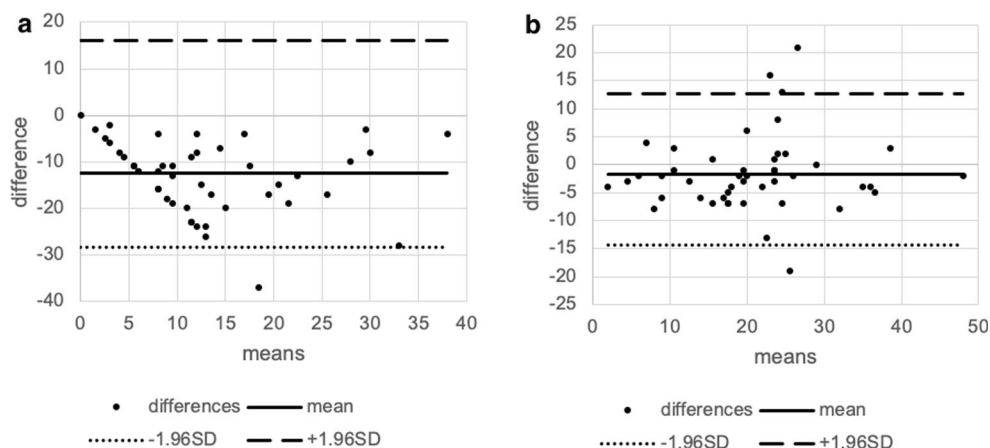 a
20
10
0
-10
-20
-30
-40
difference
0 5 10 15 20 25 30 35 40
means
differences mean
-1.96SD +1.96SD
b
25
20
15
10
5
0
-5
-10
-15
-20
-25
difference
0 10 20 30 40 50
means
differences mean
-1.96SD +1.96SD